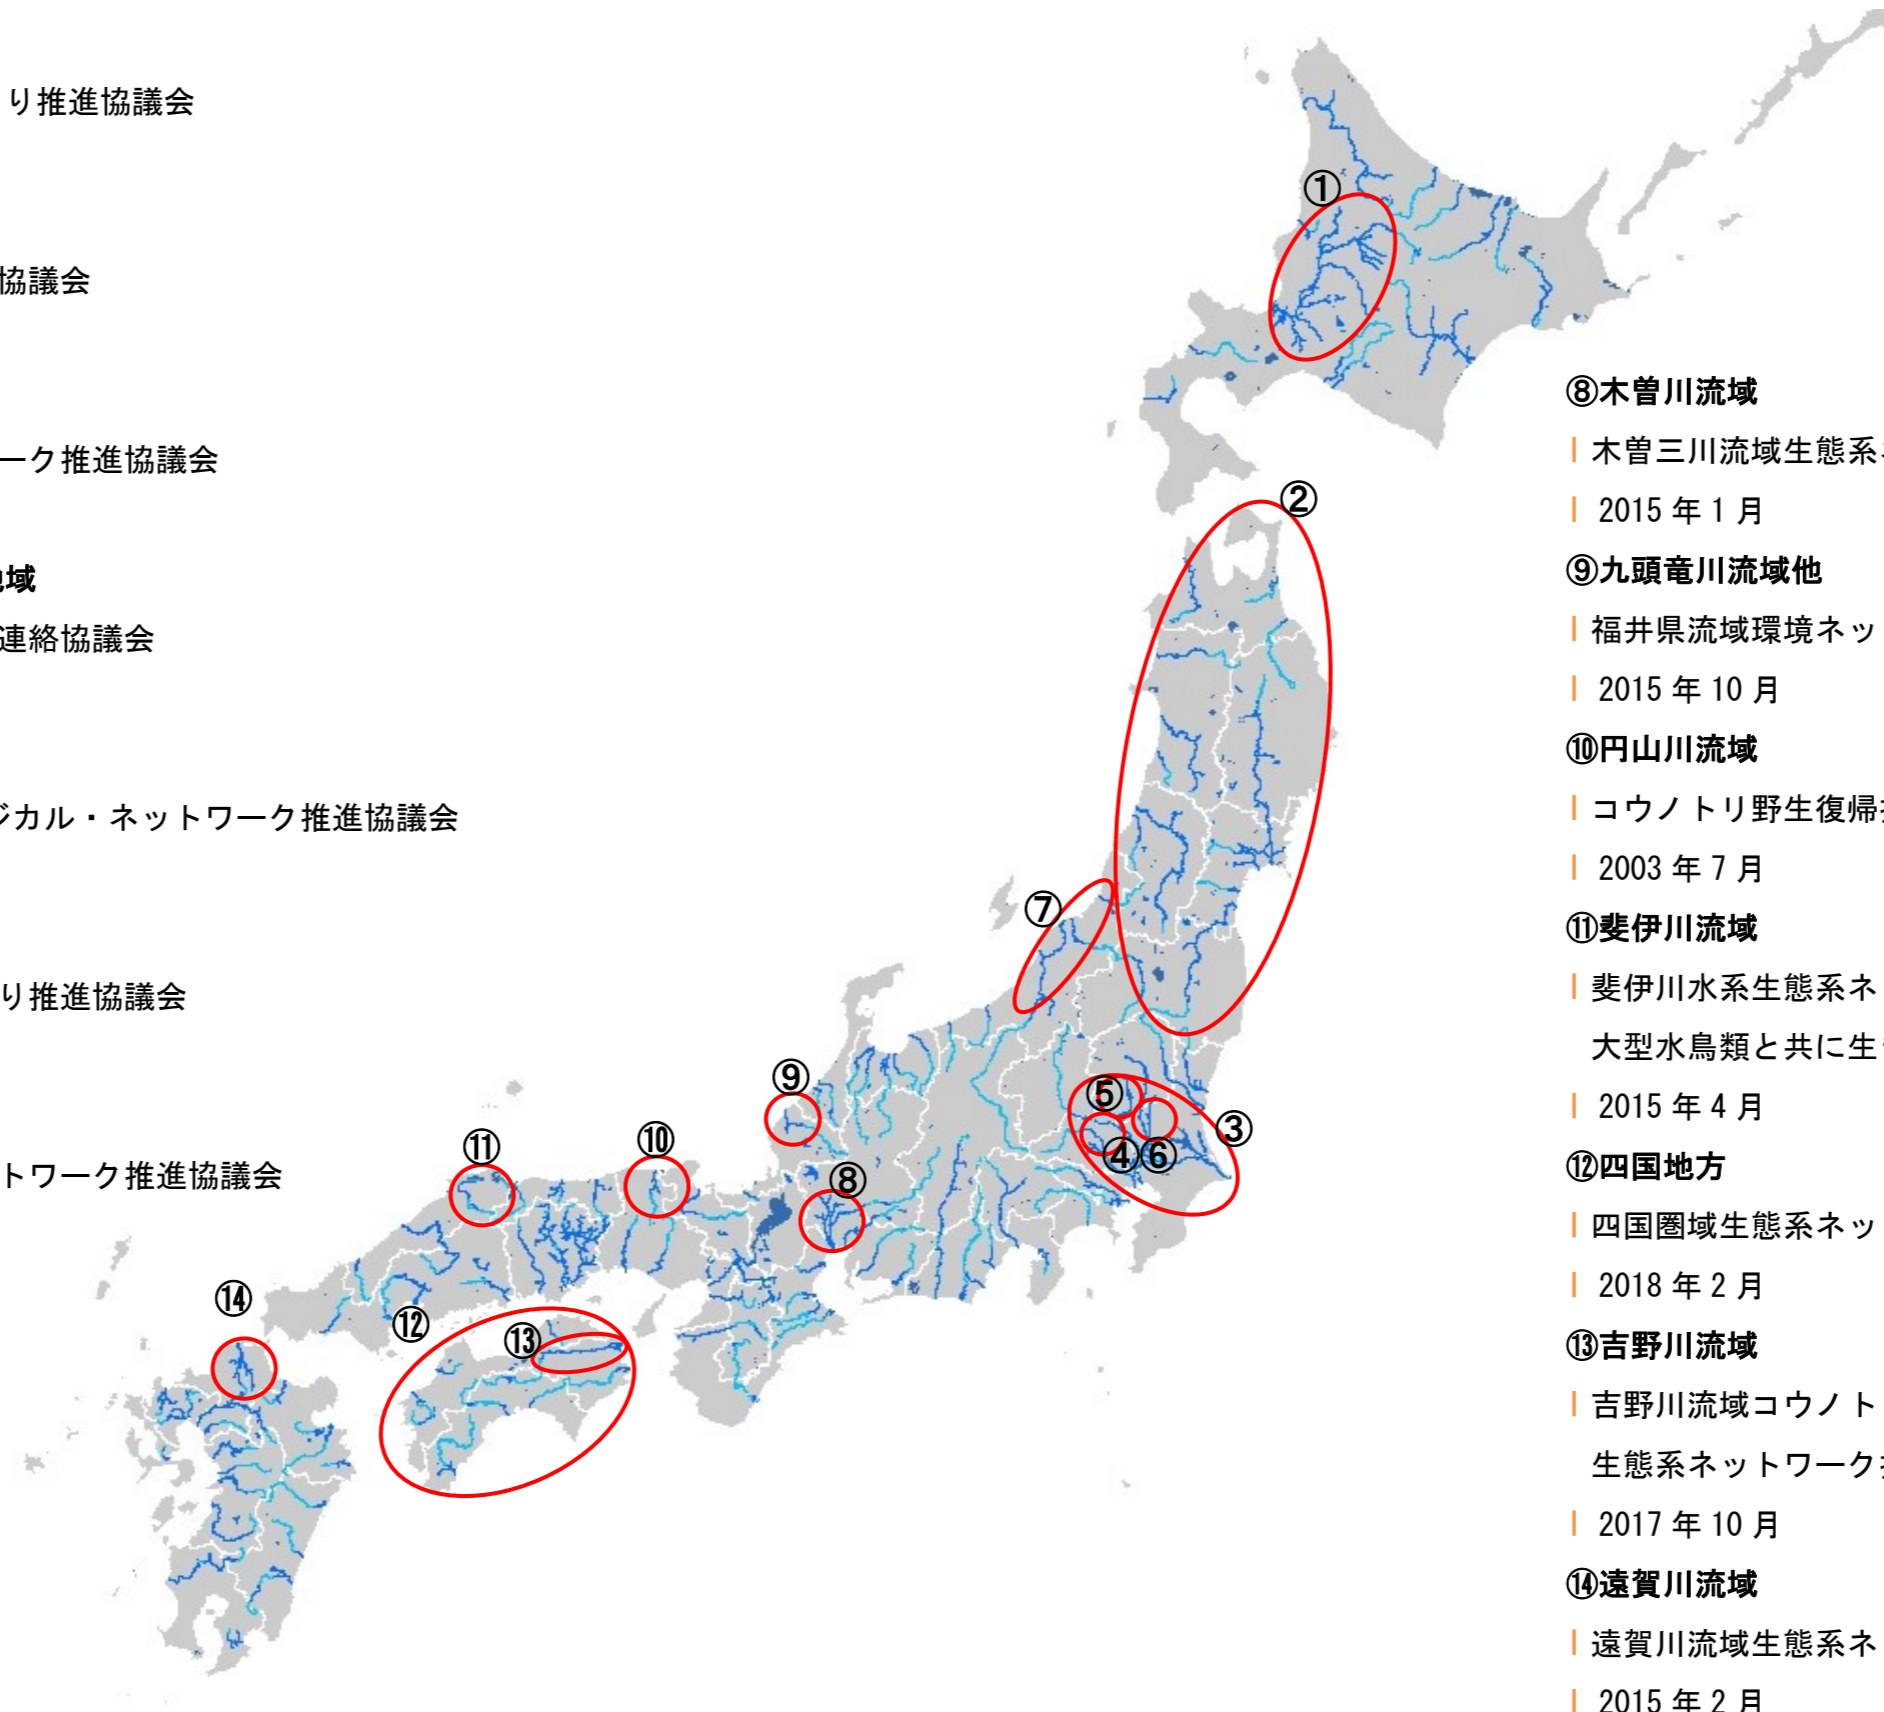 り推進協議会
協議会
ーク推進協議会
域
連絡協議会
ジカル・ネットワーク推進協議会
り推進協議会
トワーク推進協議会
①
②
⑦
⑤
③
④
⑥
⑨
⑩
⑪
⑧
⑭
⑫
⑬
⑧木曽川流域
木曽三川流域生態系
2015 年 1 月
⑨九頭竜川流域他
福井県流域環境ネッ
2015 年 10 月
⑩円山川流域
コウノトリ野生復帰
2003 年 7 月
⑪斐伊川流域
斐伊川水系生態系ネ
大型水鳥類と共に生
2015 年 4 月
⑫四国地方
四国圏域生態系ネッ
2018 年 2 月
⑬吉野川流域
吉野川流域コウノト
生態系ネットワーク
2017 年 10 月
⑭遠賀川流域
遠賀川流域生態系ネ
2015 年 2 月